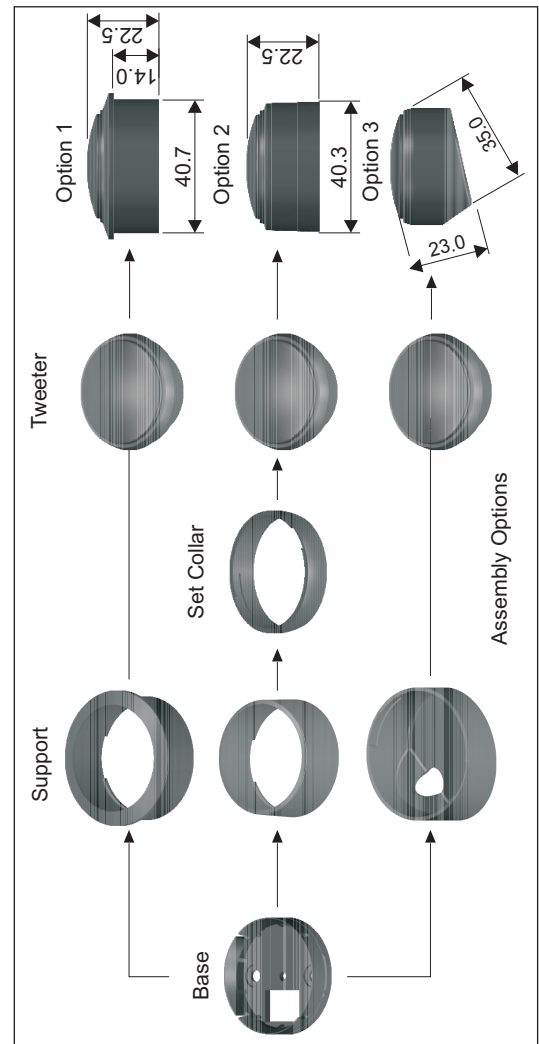 Base
Support
Set Collar
Tweeter
Option 1
22.5
14.0
40.7
Option 2
22.5
40.3
Option 3
35.0
23.0
Assembly Options